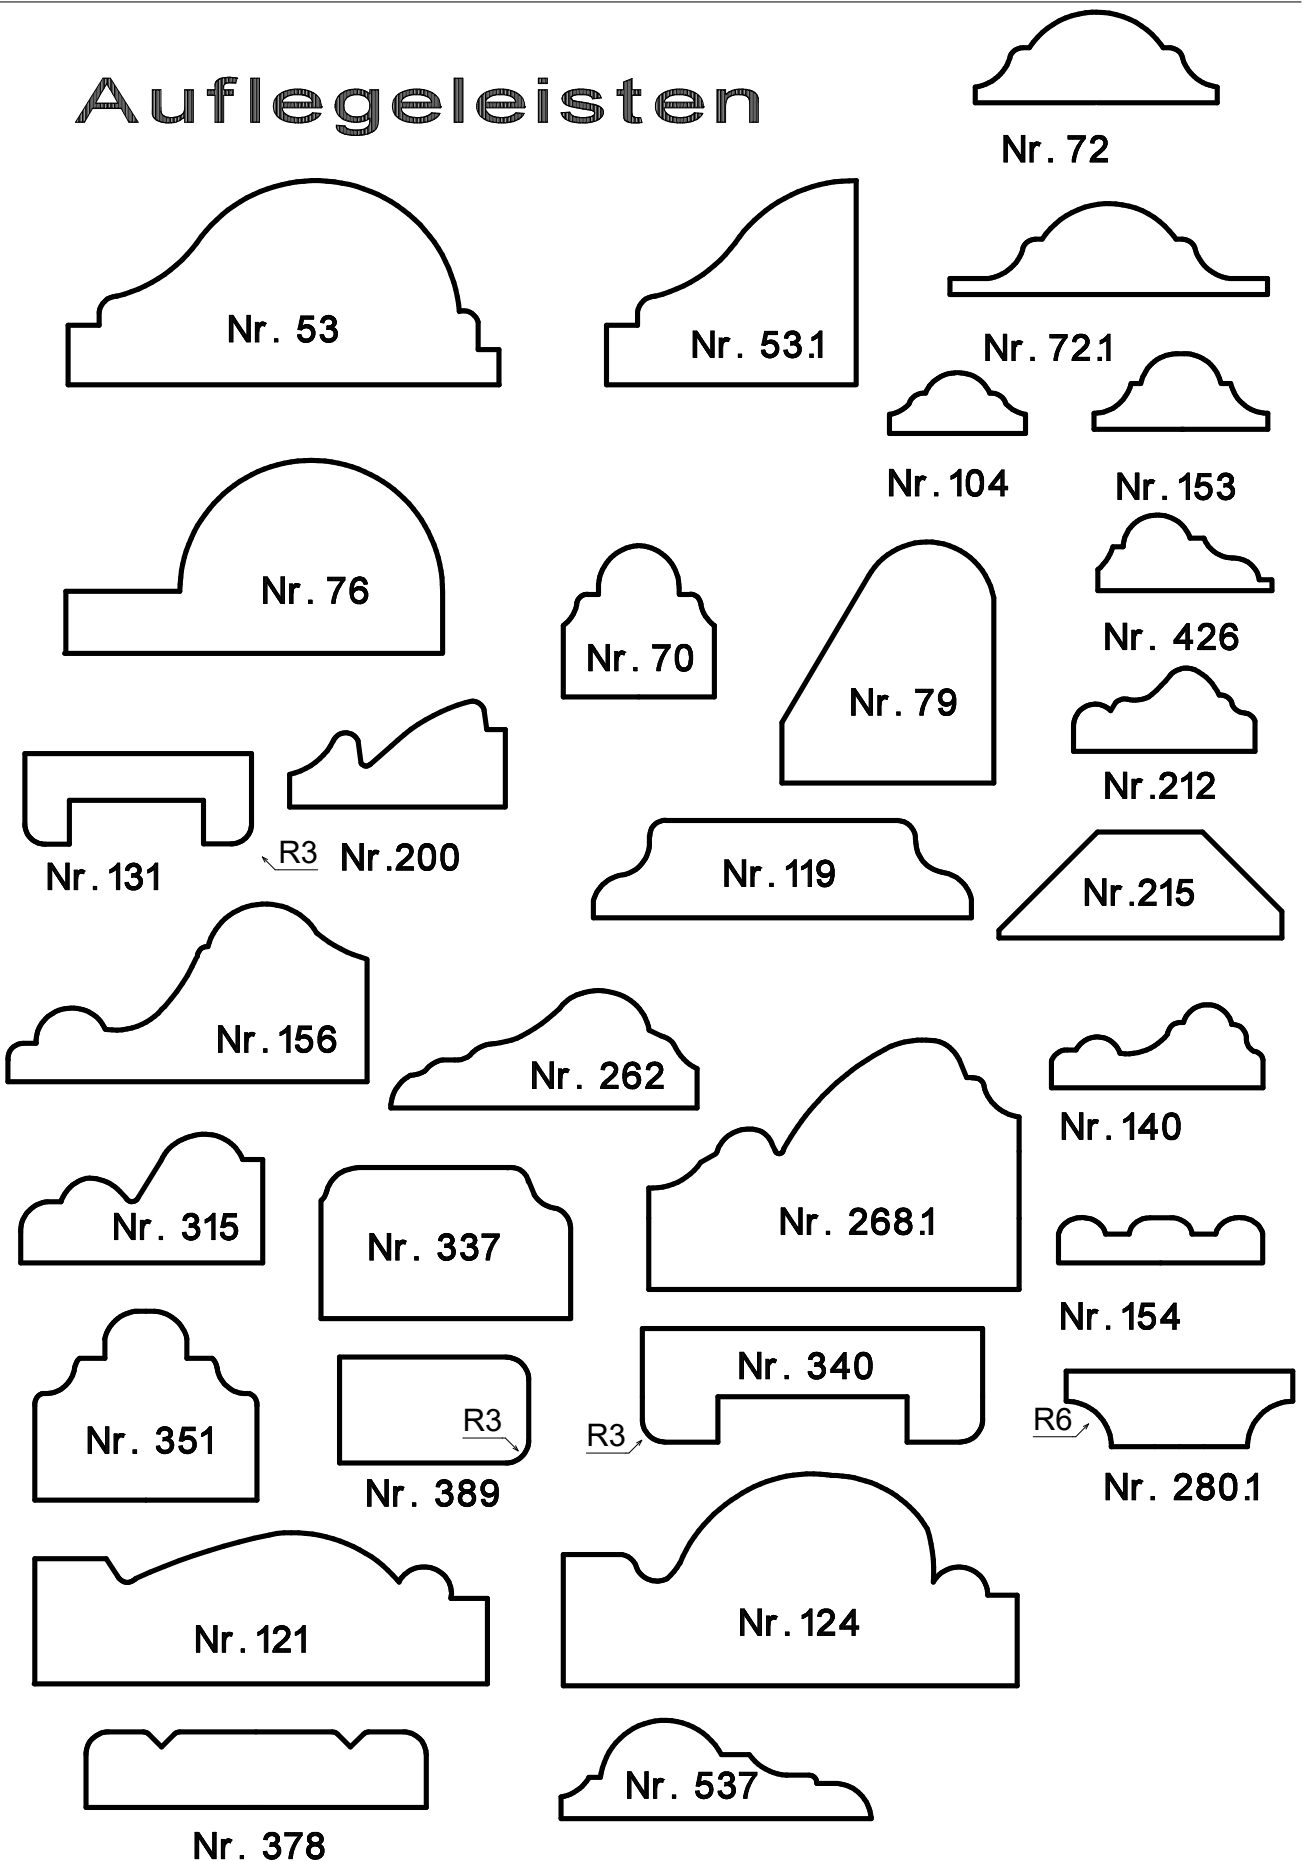 Auflegeleisten
Nr. 72
Nr. 53
Nr. 53.1
Nr. 72.1
Nr. 104
Nr. 153
Nr. 76
Nr. 70
Nr. 79
Nr. 426
Nr. 212
Nr. 131
R3
Nr. 200
Nr. 119
Nr. 215
Nr. 156
Nr. 262
Nr. 268.1
Nr. 140
Nr. 315
Nr. 337
Nr. 154
Nr. 351
R3
Nr. 389
Nr. 340
R3
R6
Nr. 280.1
Nr. 121
Nr. 124
Nr. 378
Nr. 537